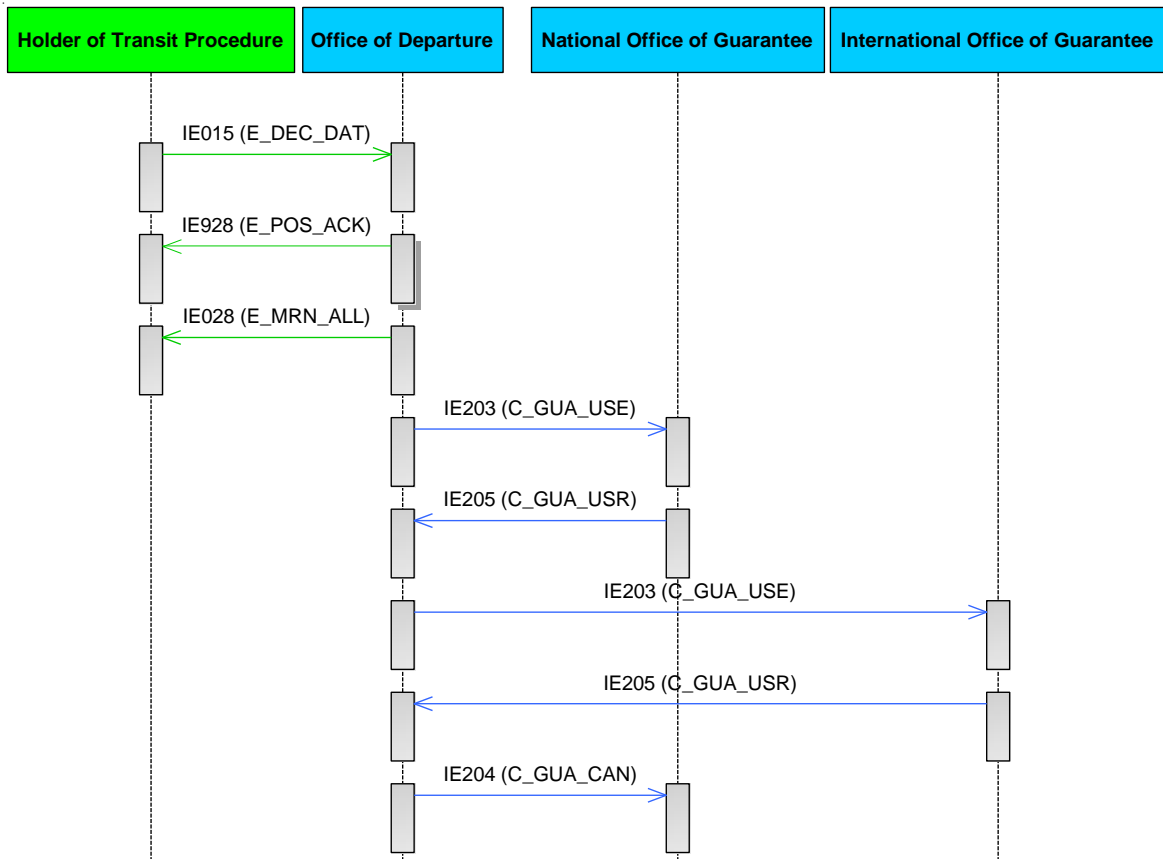 Holder of Transit Procedure
Office of Departure
National Office of Guarantee
International Office of Guarantee
IE015 (E_DEC_DAT)
IE928 (E_POS_ACK)
IE028 (E_MRN_ALL)
IE203 (C_GUA_USE)
IE205 (C_GUA_USR)
IE203 (C_GUA_USE)
IE205 (C_GUA_USR)
IE204 (C_GUA_CAN)